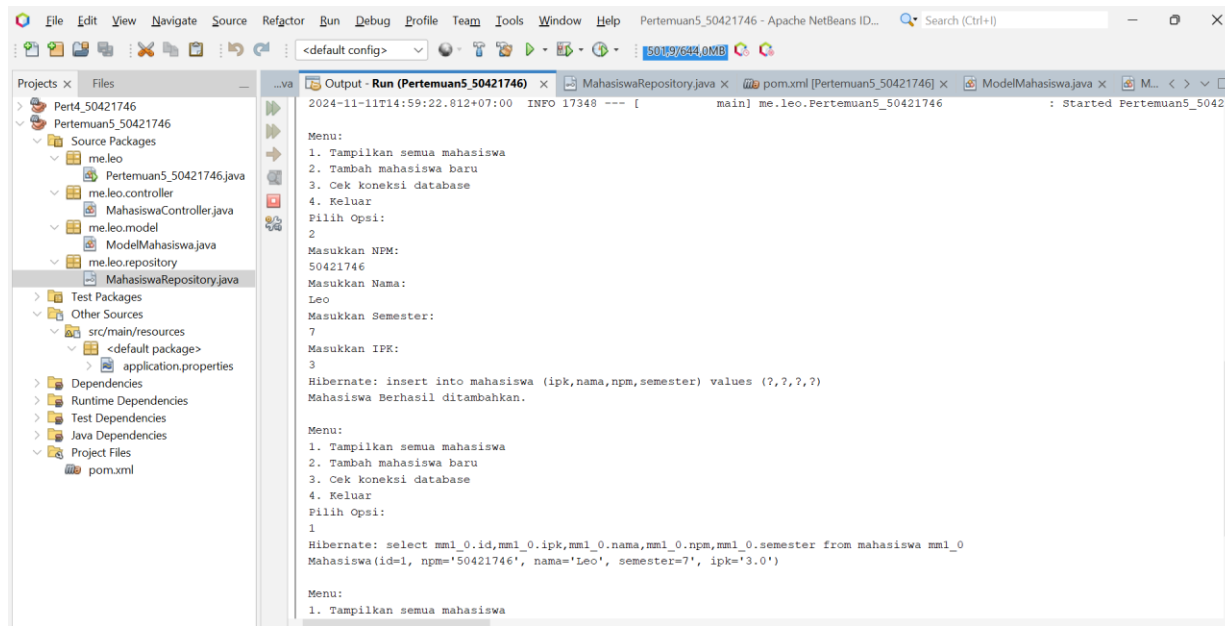 File Edit View Navigate Source Refactor Run Debug Profile Team Tools Window Help Pertemuan5_50421746 - Apache NetBeans ID... Search (Ctrl+I)
<default config> 501,9/644,0MB
Projects Files
...va Output - Run (Pertemuan5_50421746) MahasiswaRepository.java pom.xml [Pertemuan5_50421746] ModelMahasiswa.java M...
Pert4_50421746
Pertemuan5_50421746
Source Packages
me.leo
Pertemuan5_50421746.java
me.leo.controller
MahasiswaController.java
me.leo.model
ModelMahasiswa.java
me.leo.repository
MahasiswaRepository.java
Test Packages
Other Sources
src/main/resources
<default package>
application.properties
Dependencies
Runtime Dependencies
Test Dependencies
Java Dependencies
Project Files
pom.xml
2024-11-11T14:59:22.812+07:00 INFO 17348 --- [ main] me.leo.Pertemuan5_50421746 : Started Pertemuan5_5042
Menu:
1. Tampilkan semua mahasiswa
2. Tambah mahasiswa baru
3. Cek koneksi database
4. Keluar
Pilih Opsi:
2
Masukkan NPM:
50421746
Masukkan Nama:
Leo
Masukkan Semester:
7
Masukkan IPK:
3
Hibernate: insert into mahasiswa (ipk,nama,npm,semester) values (?,?,?,?)
Mahasiswa Berhasil ditambahkan.
Menu:
1. Tampilkan semua mahasiswa
2. Tambah mahasiswa baru
3. Cek koneksi database
4. Keluar
Pilih Opsi:
1
Hibernate: select mm1_0.id,mm1_0.ipk,mm1_0.nama,mm1_0.npm,mm1_0.semester from mahasiswa mm1_0
Mahasiswa(id=1, npm='50421746', nama='Leo', semester=7', ipk='3.0')
Menu:
1. Tampilkan semua mahasiswa